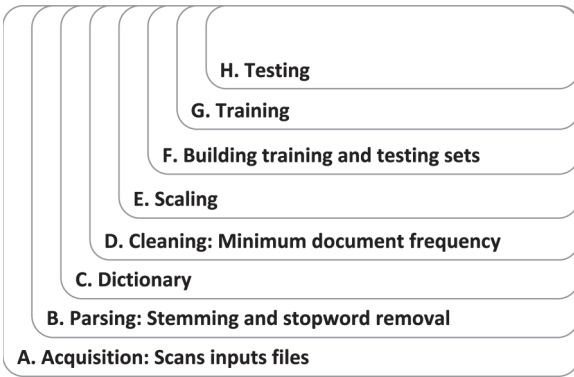 H. Testing
G. Training
F. Building training and testing sets
E. Scaling
D. Cleaning: Minimum document frequency
C. Dictionary
B. Parsing: Stemming and stopword removal
A. Acquisition: Scans inputs files